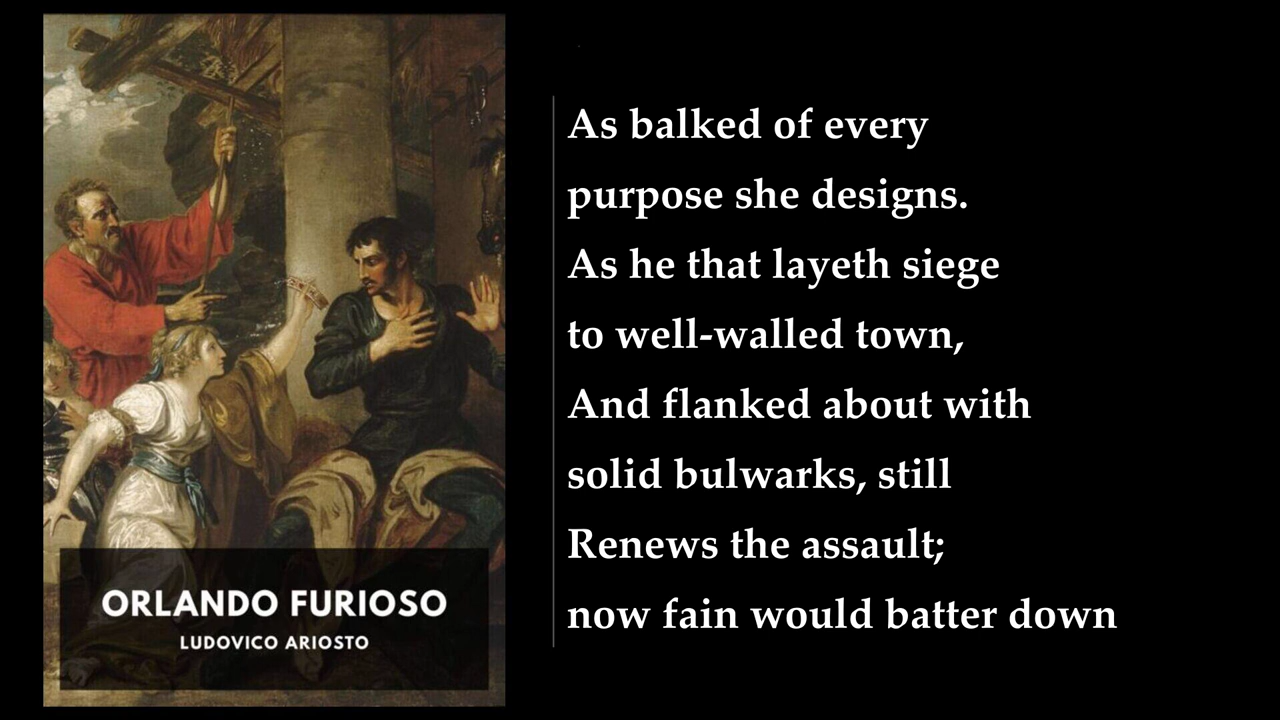 ORLANDO FURIOSO
LUDOVICO ARIOSTO
As balked of every
purpose she designs.
As he that layeth siege
to well-walled town,
And flanked about with
solid bulwarks, still
Renews the assault;
now fain would batter down